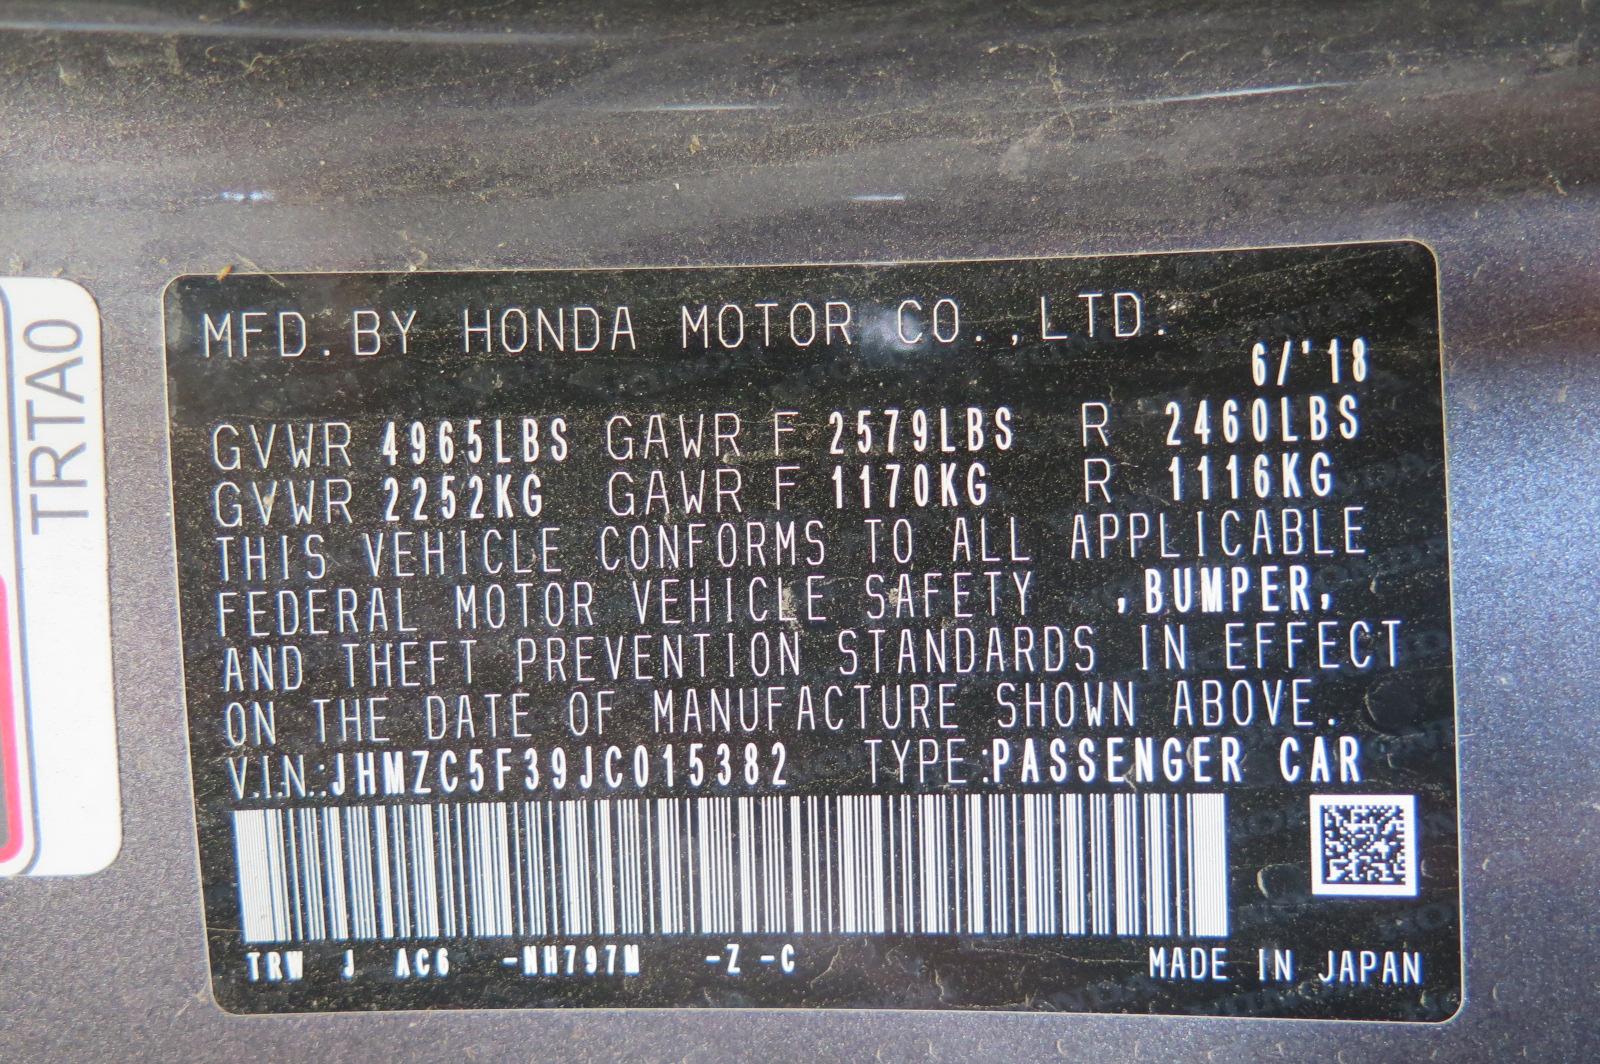 MFD. BY HONDA MOTOR CO.,LTD.
6/'18
GVWR 4965LBS GAWR F 2579LBS R 2460LBS
GVWR 2252KG GAWR F 1170KG R 1116KG
THIS VEHICLE CONFORMS TO ALL APPLICABLE
FEDERAL MOTOR VEHICLE SAFETY ,BUMPER,
AND THEFT PREVENTION STANDARDS IN EFFECT
ON THE DATE OF MANUFACTURE SHOWN ABOVE.
V.I.N.:JHMZC5F39JC015382 TYPE:PASSENGER CAR
TRW J AC6 -NH797M -Z -C MADE IN JAPAN
TRTA0